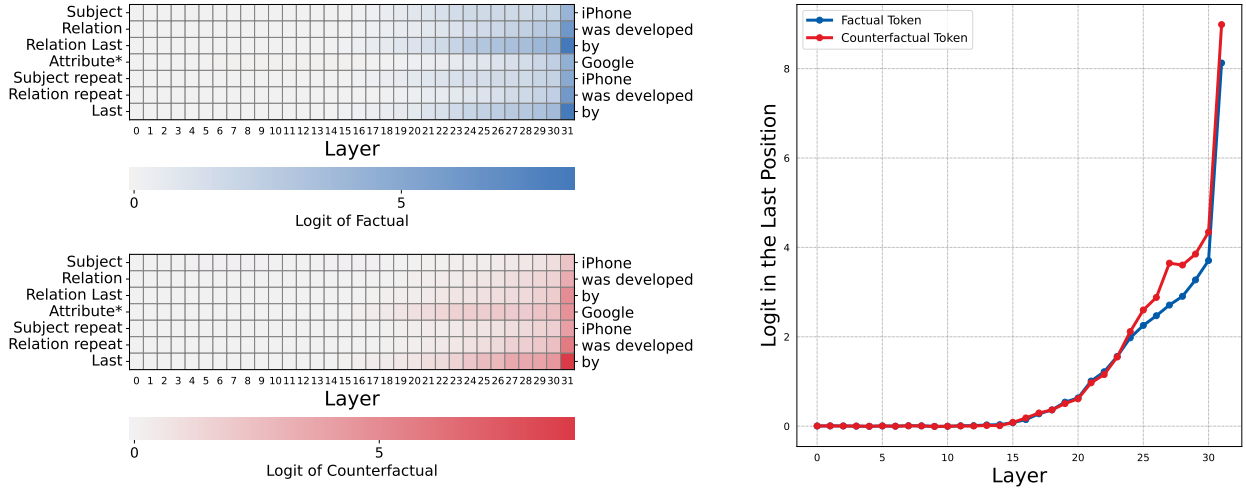 Subject iPhone
Relation was developed
Relation Last by
Attribute* Google
Subject repeat iPhone
Relation repeat was developed
Last by
0 1 2 3 4 5 6 7 8 9 10 11 12 13 14 15 16 17 18 19 20 21 22 23 24 25 26 27 28 29 30 31
Layer
0 5
Logit of Factual
Subject iPhone
Relation was developed
Relation Last by
Attribute* Google
Subject repeat iPhone
Relation repeat was developed
Last by
0 1 2 3 4 5 6 7 8 9 10 11 12 13 14 15 16 17 18 19 20 21 22 23 24 25 26 27 28 29 30 31
Layer
0 5
Logit of Counterfactual
Factual Token
Counterfactual Token
Logit in the Last Position
8
6
4
2
0
0 5 10 15 20 25 30
Layer